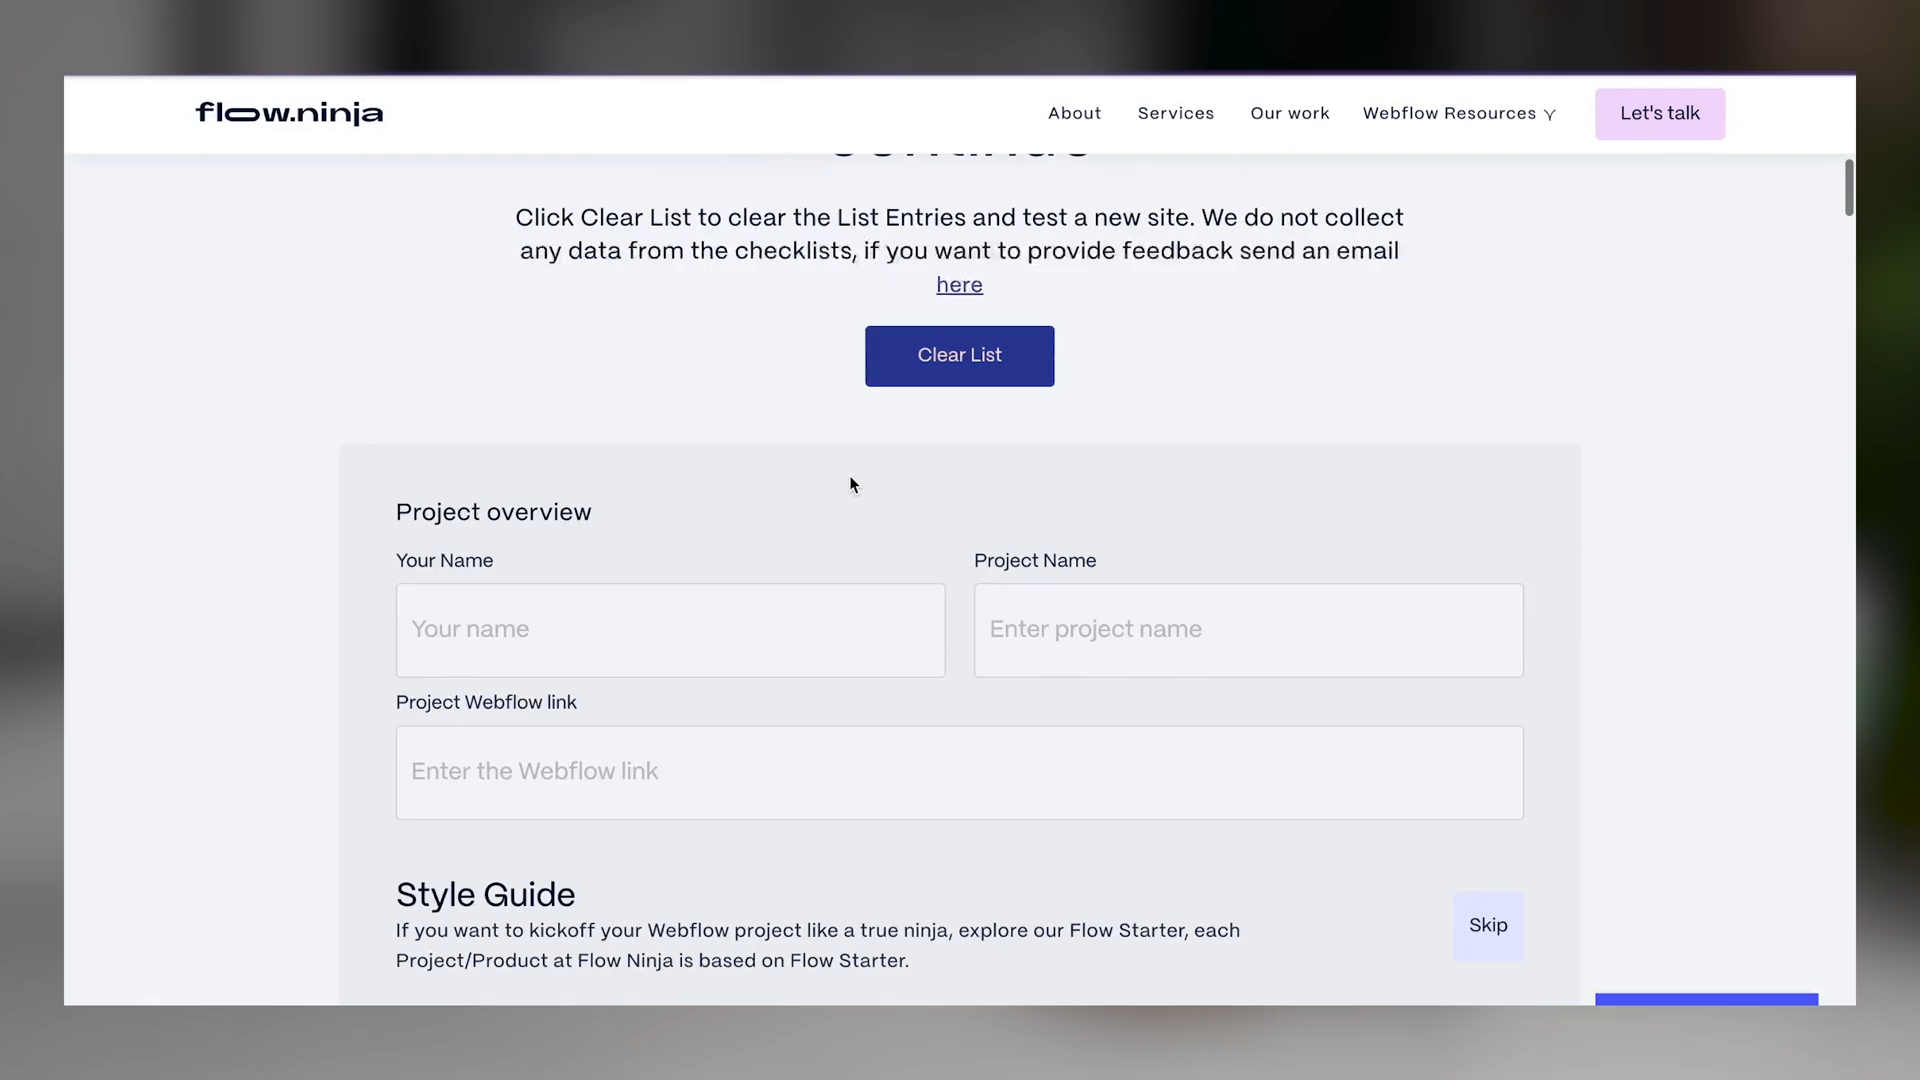 flow.ninja
About Services Our work Webflow Resources Let's talk
Click Clear List to clear the List Entries and test a new site. We do not collect
any data from the checklists, if you want to provide feedback send an email
here
Clear List
Project overview
Your Name Project Name
Your name Enter project name
Project Webflow link
Enter the Webflow link
Style Guide
If you want to kickoff your Webflow project like a true ninja, explore our Flow Starter, each
Project/Product at Flow Ninja is based on Flow Starter.
Skip